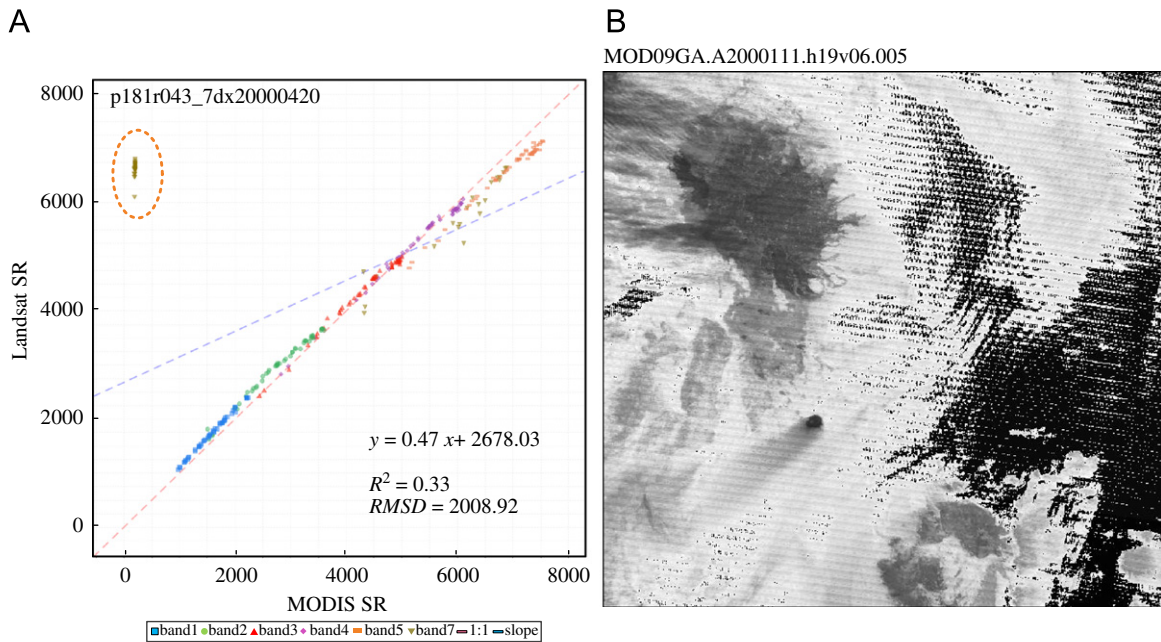 A
B
MOD09GA.A2000111.h19v06.005
p181r043_7dx20000420
8000
6000
4000
2000
0
Landsat SR
y = 0.47 x+ 2678.03
R² = 0.33
RMSD = 2008.92
0 2000 4000 6000 8000
MODIS SR
band1 band2 band3 band4 band5 band7 1:1 slope